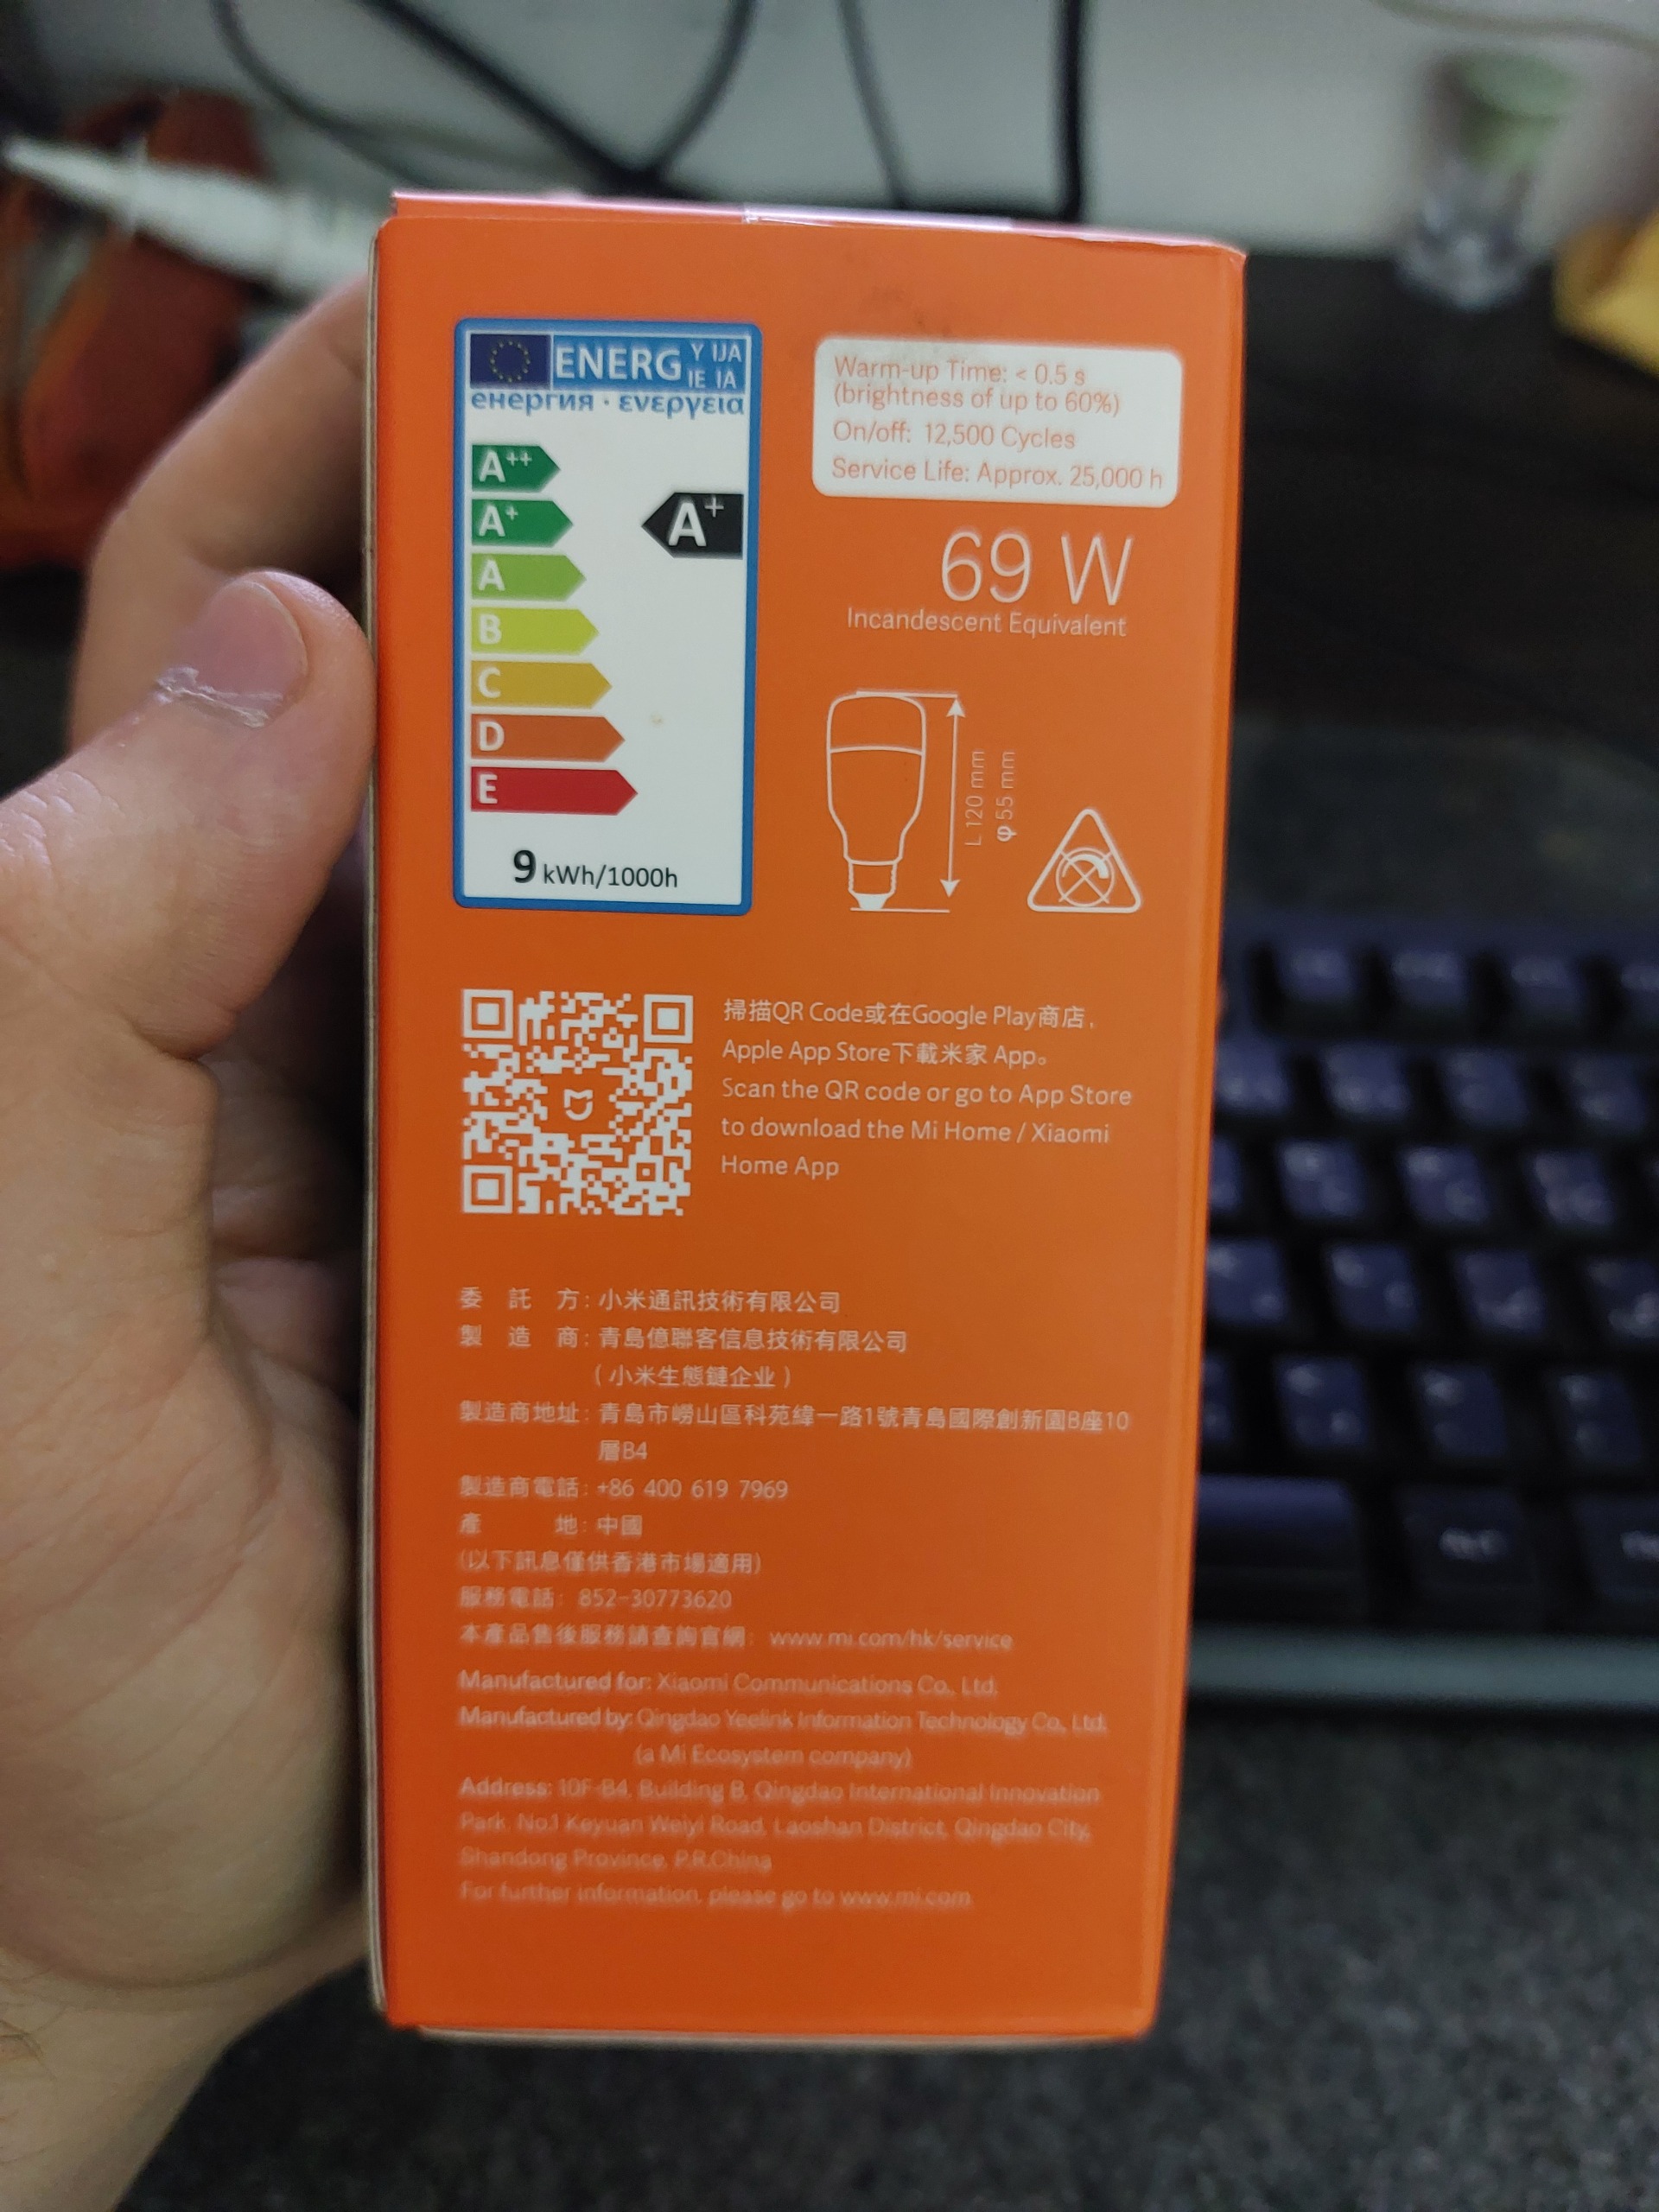 ENERG Y IJA
IE IA
енергия · ενεργεια
A++
A+
A+
A
B
C
D
E
9 kWh/1000h
Warm-up Time: < 0.5 s
(brightness of up to 60%)
On/off: 12,500 Cycles
Service Life: Approx. 25,000 h
69 W
Incandescent Equivalent
L 120 mm
φ 55 mm
掃描QR Code或在Google Play商店,
Apple App Store下載米家 App。
Scan the QR code or go to App Store
to download the Mi Home / Xiaomi
Home App
委託方: 小米通訊技術有限公司
製造商: 青島億聯客信息技術有限公司
(小米生態鏈企业)
製造商地址: 青島市嶗山區科苑緯一路1號青島國際創新園B座10
層B4
製造商電話: +86 400 619 7969
產地: 中國
(以下訊息僅供香港市場適用)
服務電話: 852-30773620
本產品售後服務請查詢官網: www.mi.com/hk/service
Manufactured for: Xiaomi Communications Co., Ltd.
Manufactured by: Qingdao Yeelink Information Technology Co., Ltd.
(a Mi Ecosystem company)
Address: 10F-B4, Building B, Qingdao International Innovation
Park, No.1 Keyuan Weiyi Road, Laoshan District, Qingdao City,
Shandong Province, P.R.China
For further information, please go to www.mi.com